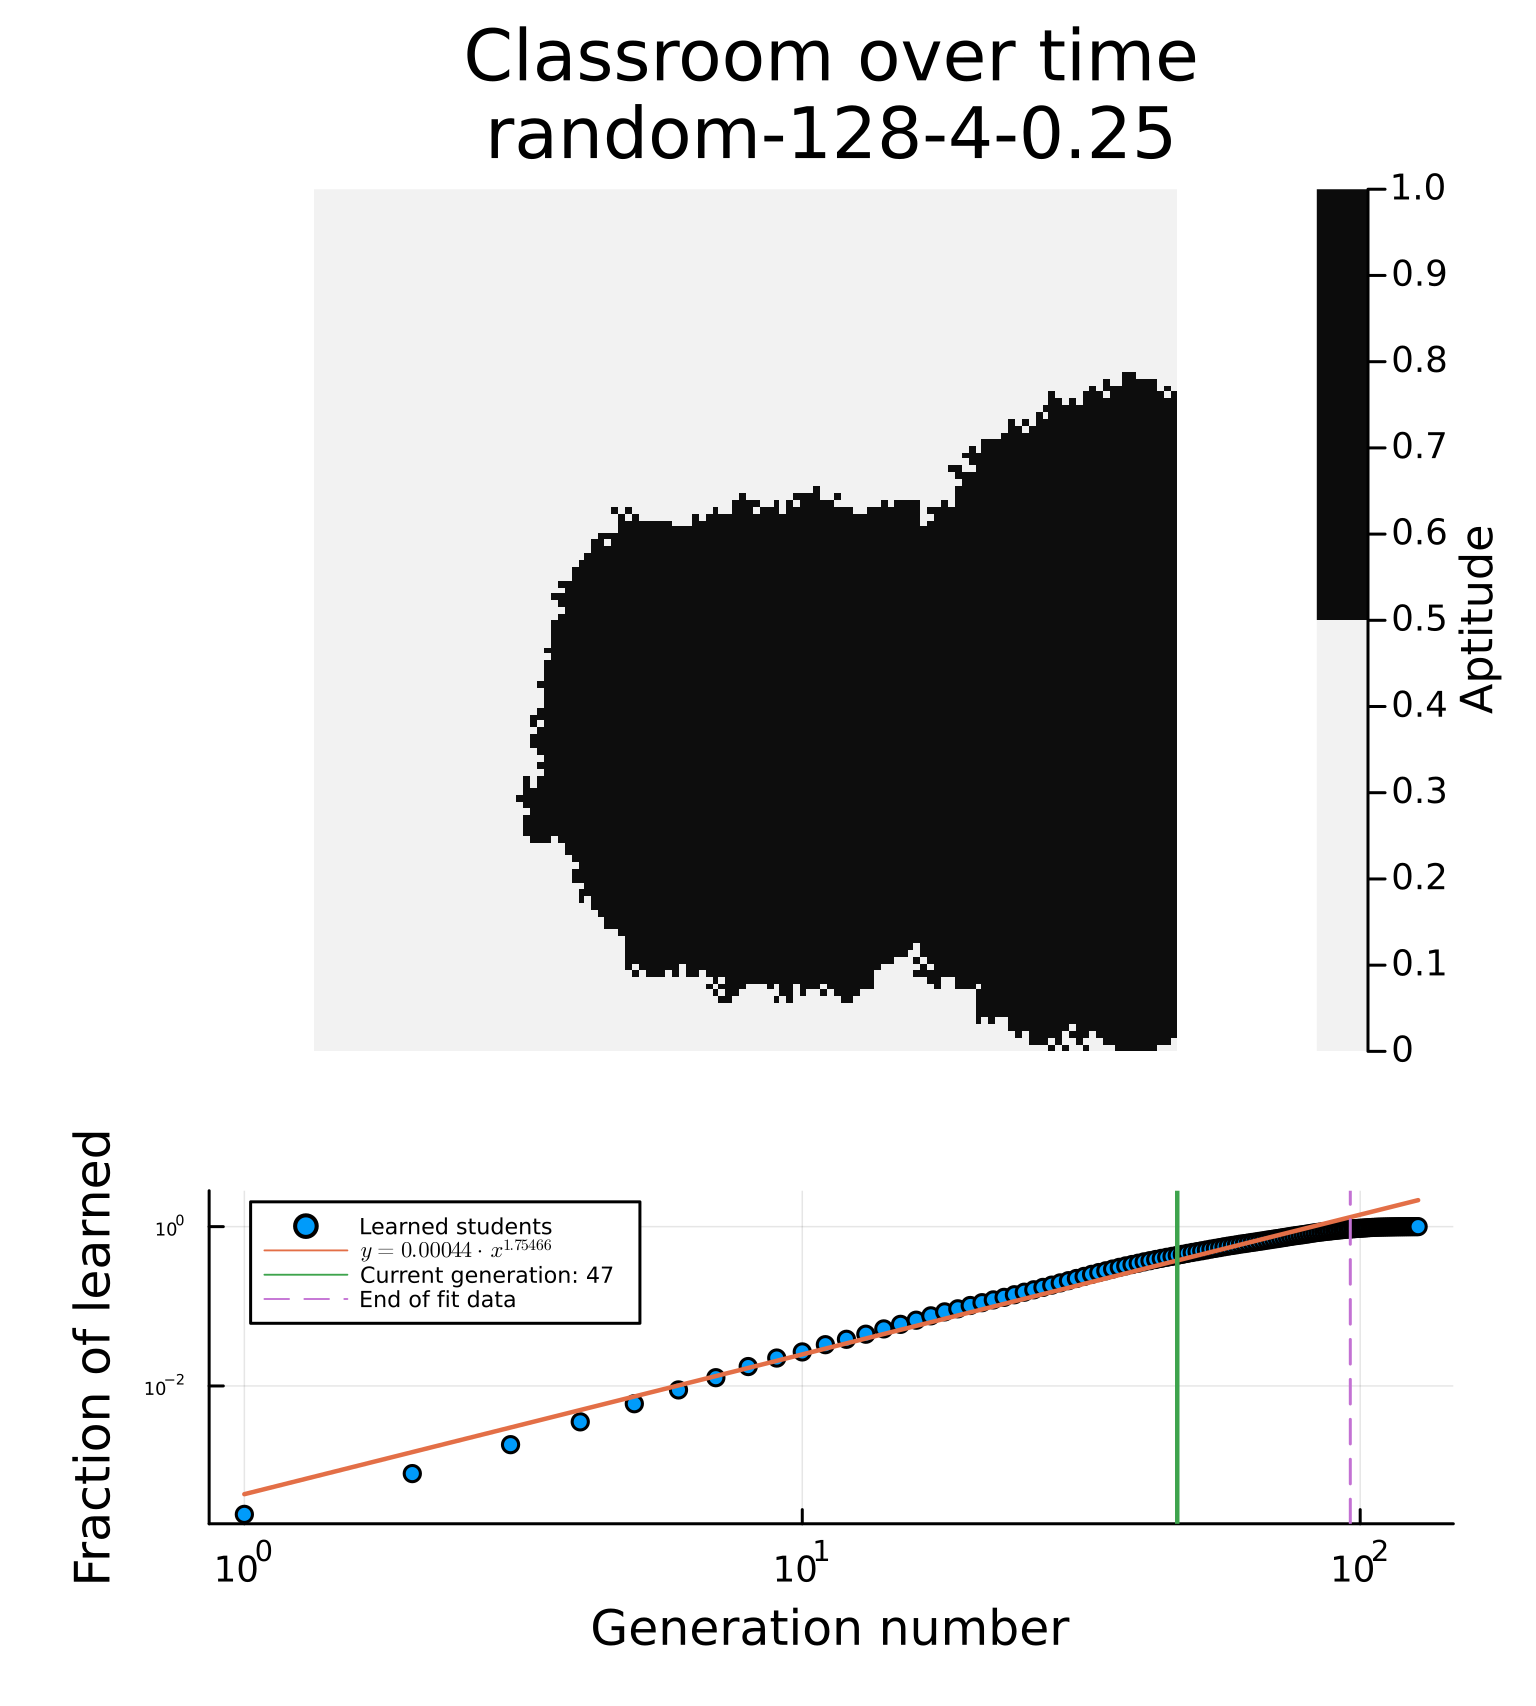 Classroom over time
random-128-4-0.25
1.0
0.9
0.8
0.7
0.6
0.5
0.4
0.3
0.2
0.1
0
Aptitude
Fraction of learned
10⁰
10⁻²
Learned students
y = 0.00044 · x^1.75466
Current generation: 47
End of fit data
10⁰ 10¹ 10²
Generation number